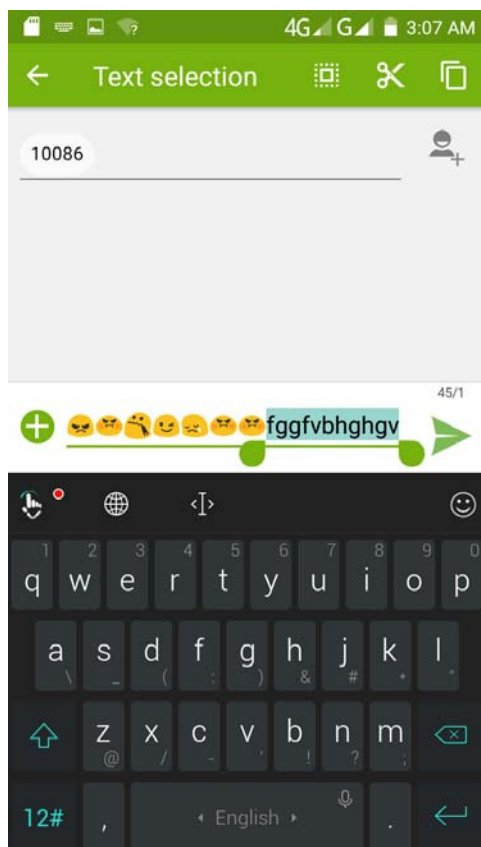 4G G 3:07 AM
Text selection
10086
45/1
fggfvbhghgv
1 2 3 4 5 6 7 8 9 0
q w e r t y u i o p
a s d f g h j k l
\ _ ( : ) & # * "
z x c v b n m
@ / - ' ! ? ;
12# , English .